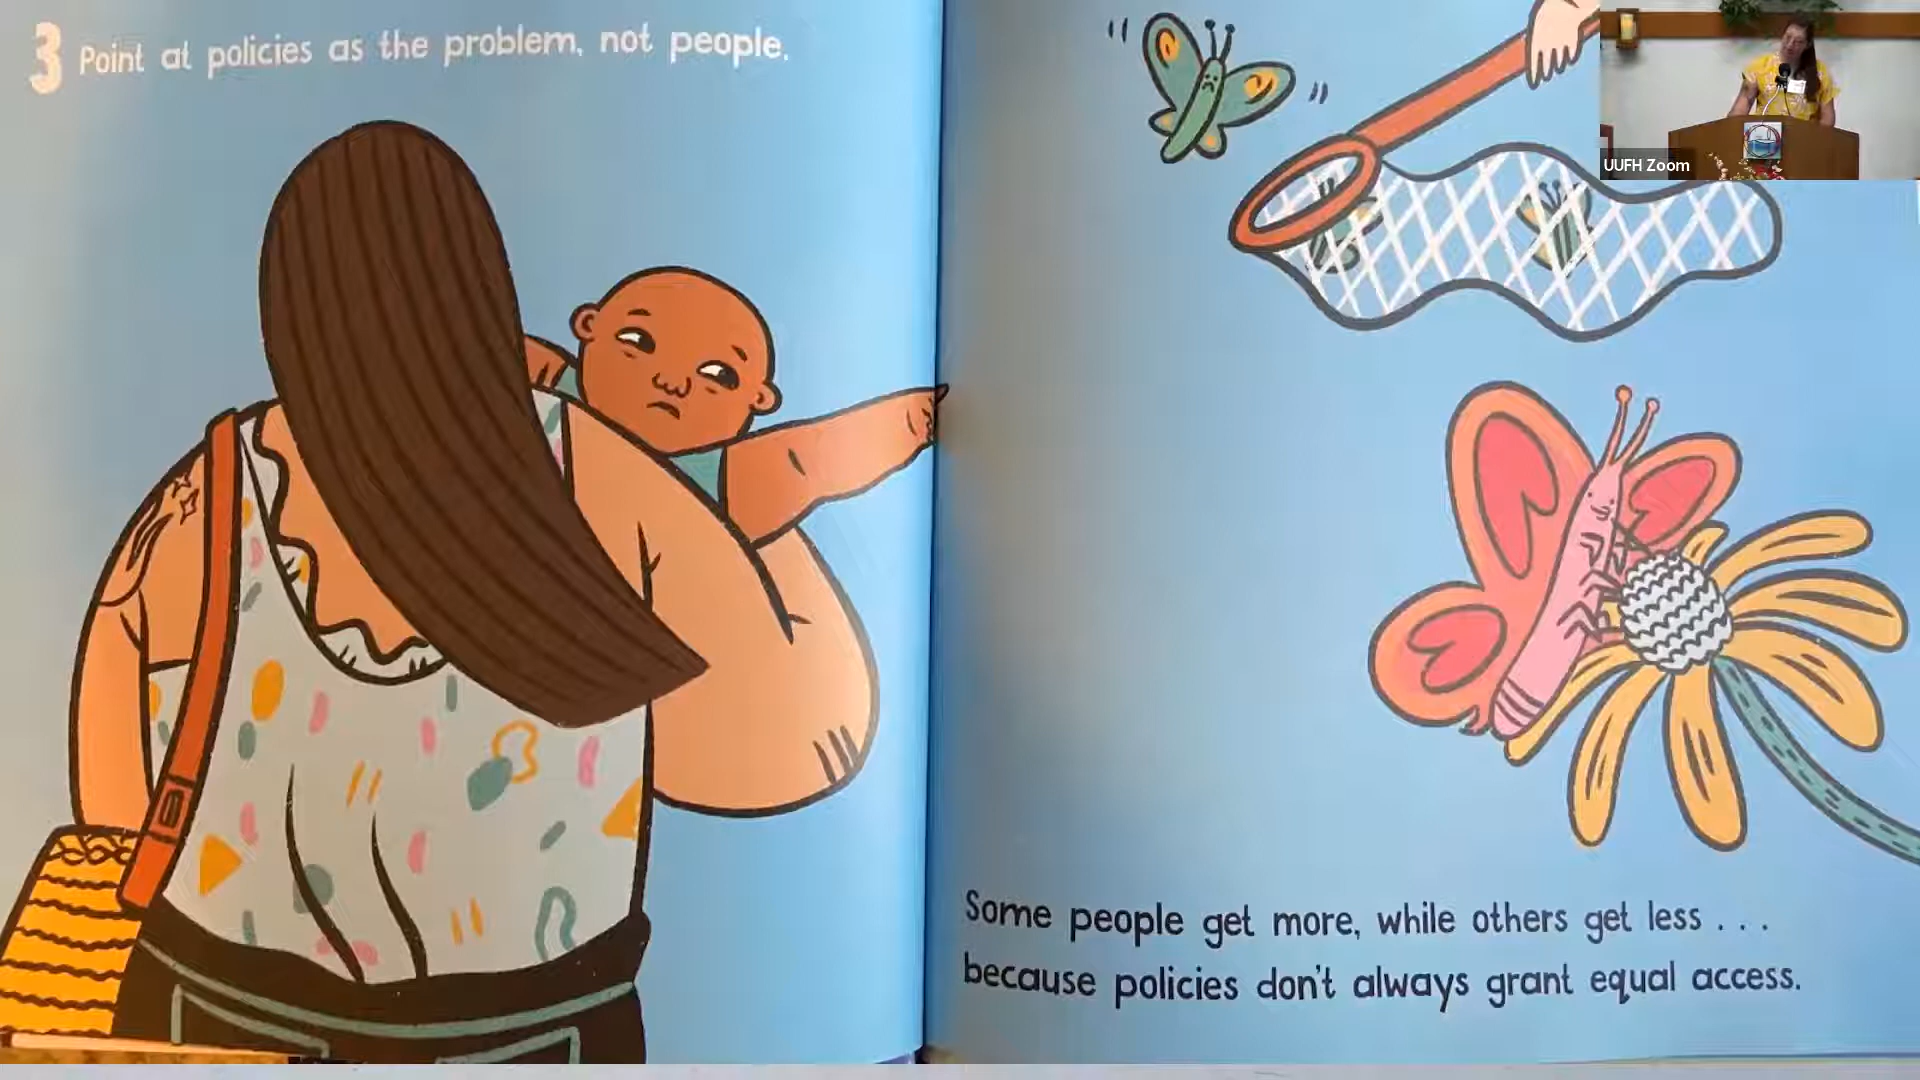 3 Point at policies as the problem, not people.
UUFH Zoom
Some people get more, while others get less . . .
because policies don't always grant equal access.